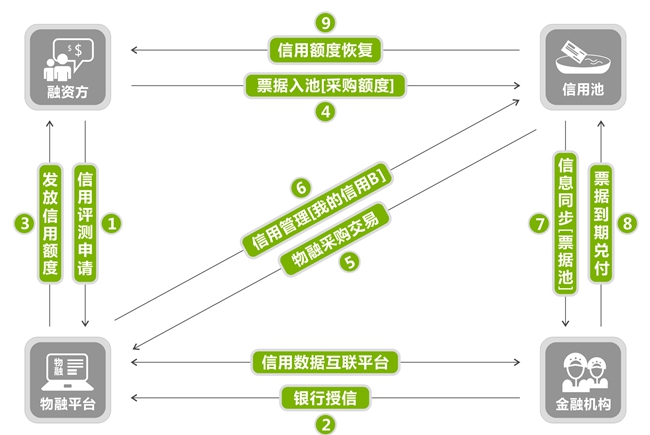 9
信用额度恢复
$ $
融资方
票据入池[采购额度]
4
信用池
3
发放信用额度
信用评测申请
1
6
信用管理[我的信用B]
物融采购交易
5
7
信息同步[票据池]
票据到期兑付
8
物融
物融平台
信用数据互联平台
银行授信
2
金融机构